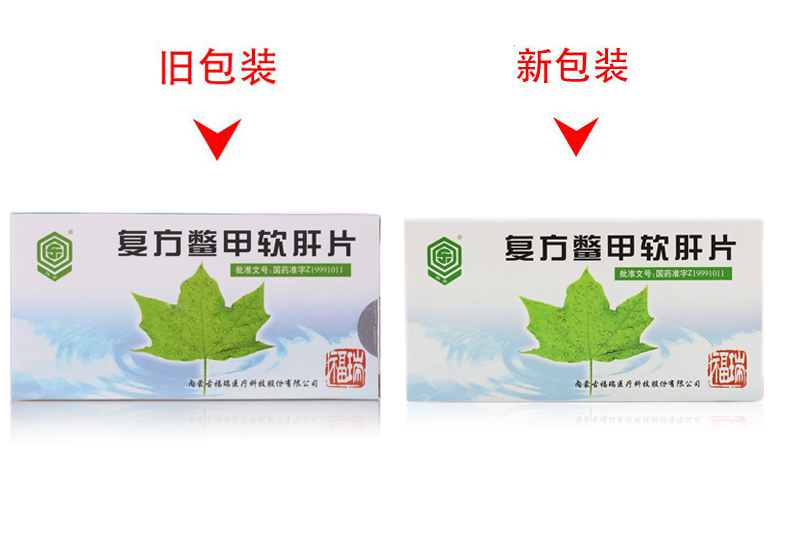 旧包装
新包装
®
复方鳖甲软肝片
批准文号:国药准字Z19991011
内蒙古福瑞医疗科技股份有限公司
福瑞
®
复方鳖甲软肝片
批准文号:国药准字Z19991011
内蒙古福瑞医疗科技股份有限公司
福瑞